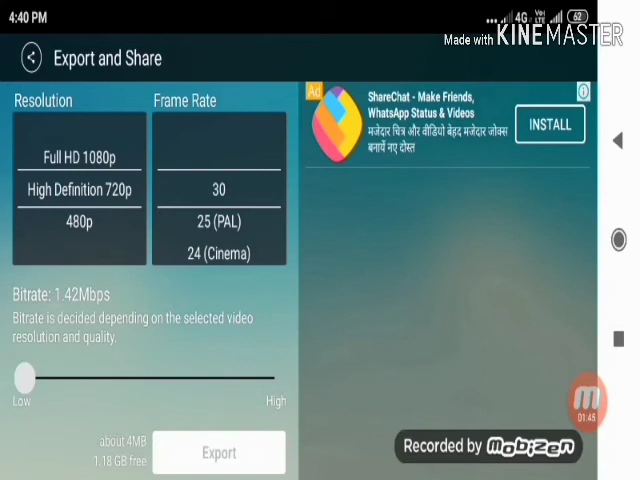 4:40 PM
4G
Vo)
LTE
62
Made with KINEMASTER
Export and Share
Resolution
Frame Rate
Full HD 1080p
High Definition 720p
480p
30
25 (PAL)
24 (Cinema)
Ad
ShareChat - Make Friends,
WhatsApp Status & Videos
मजेदार चित्र और वीडियो बेहद मजेदार जोक्स
बनायें नए दोस्त
INSTALL
Bitrate: 1.42Mbps
Bitrate is decided depending on the selected video
resolution and quality.
Low
High
about 4MB
1.18 GB free
Export
M
01:45
Recorded by mobizen